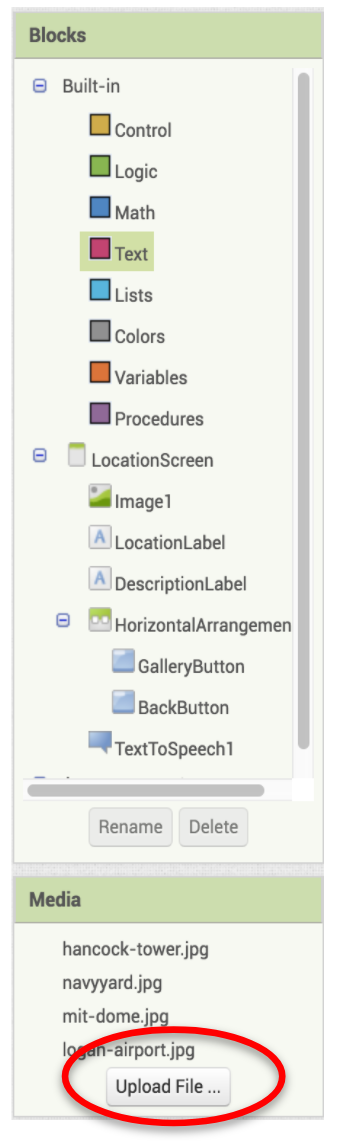 Blocks
Built-in
Control
Logic
Math
Text
Lists
Colors
Variables
Procedures
LocationScreen
Image1
A LocationLabel
A DescriptionLabel
HorizontalArrangemen
GalleryButton
BackButton
TextToSpeech1
Rename Delete
Media
hancock-tower.jpg
navyyard.jpg
mit-dome.jpg
logan-airport.jpg
Upload File ...